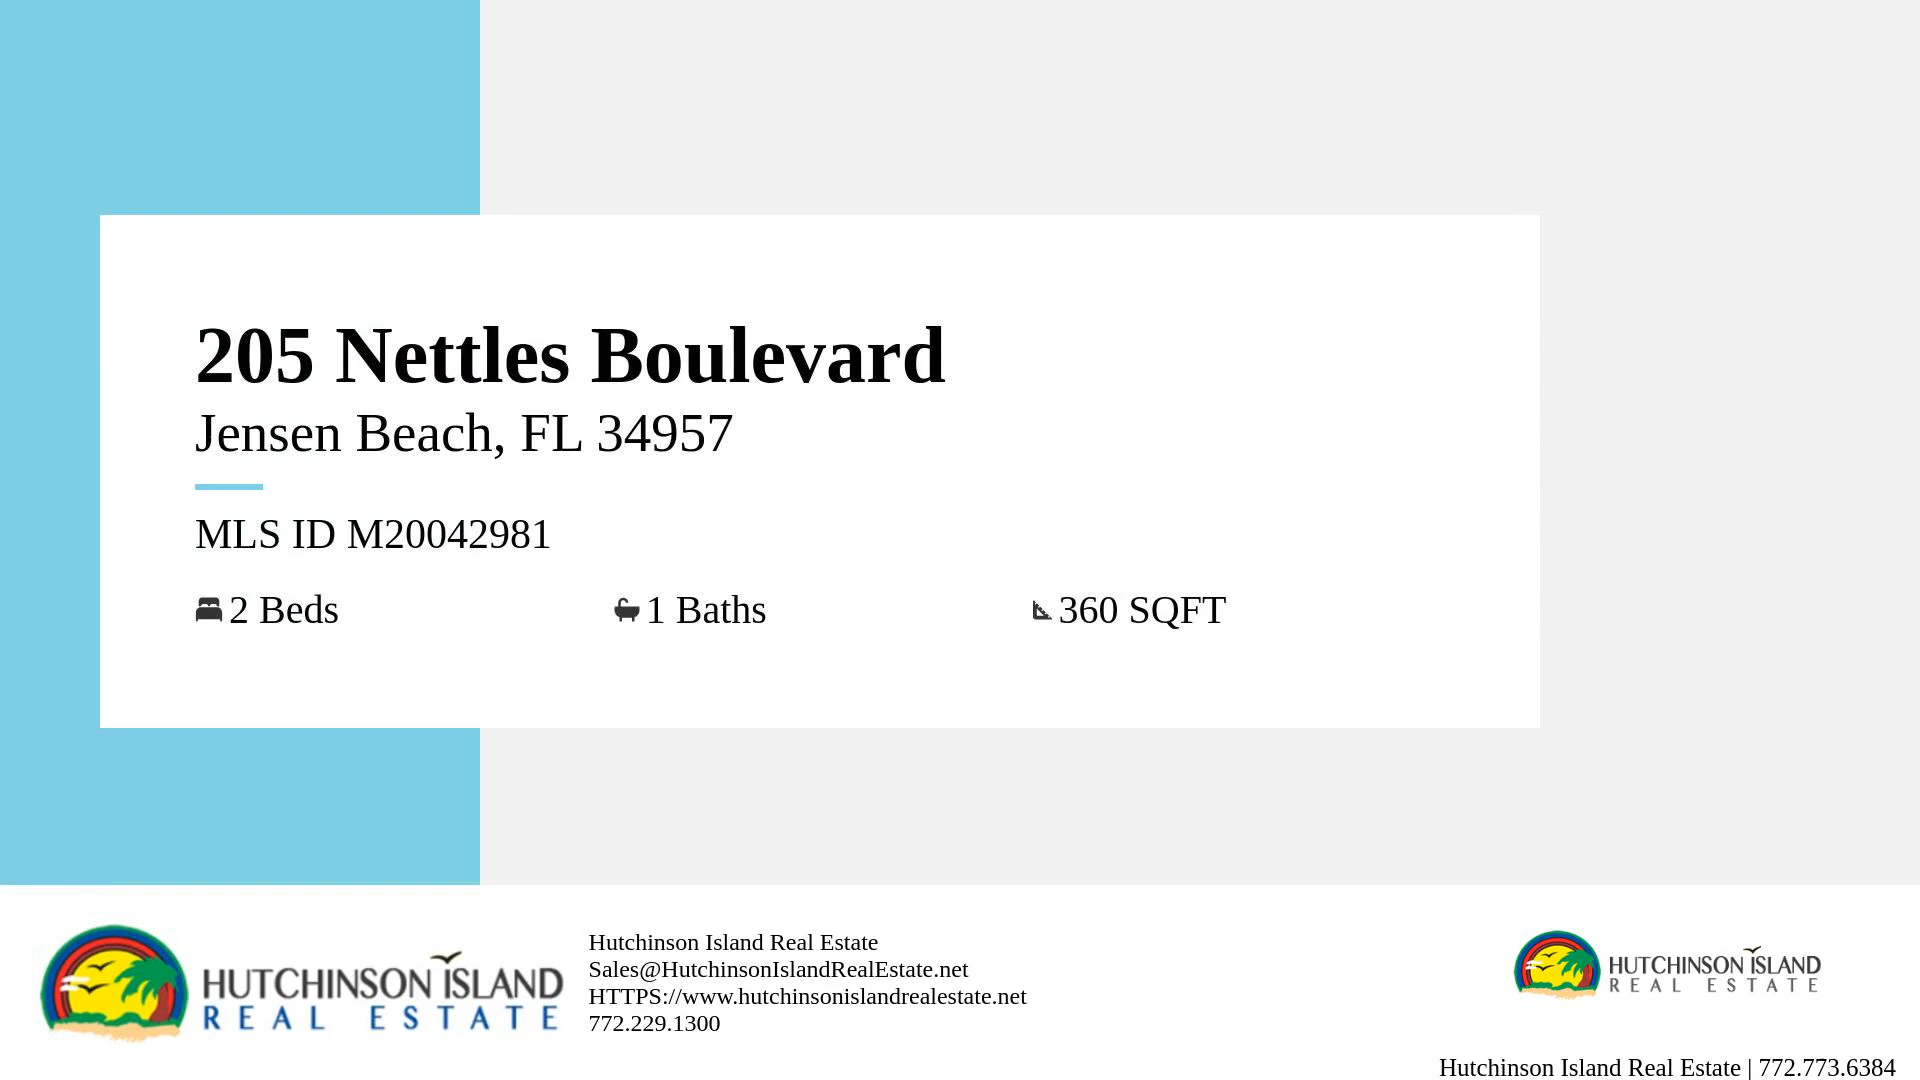 205 Nettles Boulevard
Jensen Beach, FL 34957
MLS ID M20042981
2 Beds
1 Baths
360 SQFT
HUTCHINSON ISLAND
REAL ESTATE
Hutchinson Island Real Estate
Sales@HutchinsonIslandRealEstate.net
HTTPS://www.hutchinsonislandrealestate.net
772.229.1300
HUTCHINSON ISLAND
REAL ESTATE
Hutchinson Island Real Estate | 772.773.6384